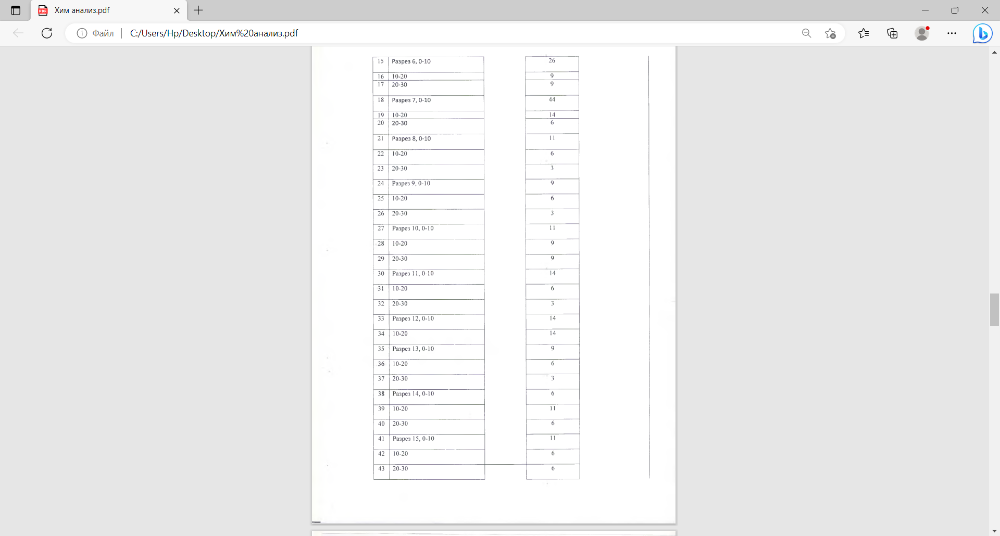 Хим анализ.pdf
Файл C:/Users/Hp/Desktop/Хим%20анализ.pdf
15 Разрез 6, 0-10 26
16 10-20 9
17 20-30 9
18 Разрез 7, 0-10 44
19 10-20 14
20 20-30 6
21 Разрез 8, 0-10 11
22 10-20 6
23 20-30 3
24 Разрез 9, 0-10 9
25 10-20 6
26 20-30 3
27 Разрез 10, 0-10 11
28 10-20 9
29 20-30 9
30 Разрез 11, 0-10 14
31 10-20 6
32 20-30 3
33 Разрез 12, 0-10 14
34 10-20 14
35 Разрез 13, 0-10 9
36 10-20 6
37 20-30 3
38 Разрез 14, 0-10 6
39 10-20 11
40 20-30 6
41 Разрез 15, 0-10 11
42 10-20 6
43 20-30 6